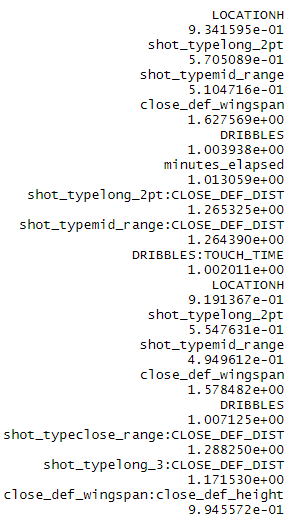 LOCATIONH
9.341595e-01
shot_typelong_2pt
5.705089e-01
shot_typemid_range
5.104716e-01
close_def_wingspan
1.627569e+00
DRIBBLES
1.003938e+00
minutes_elapsed
1.013059e+00
shot_typelong_2pt:CLOSE_DEF_DIST
1.265325e+00
shot_typemid_range:CLOSE_DEF_DIST
1.264390e+00
DRIBBLES:TOUCH_TIME
1.002011e+00
LOCATIONH
9.191367e-01
shot_typelong_2pt
5.547631e-01
shot_typemid_range
4.949612e-01
close_def_wingspan
1.578482e+00
DRIBBLES
1.007125e+00
shot_typeclose_range:CLOSE_DEF_DIST
1.288250e+00
shot_typelong_3:CLOSE_DEF_DIST
1.171530e+00
close_def_wingspan:close_def_height
9.945572e-01